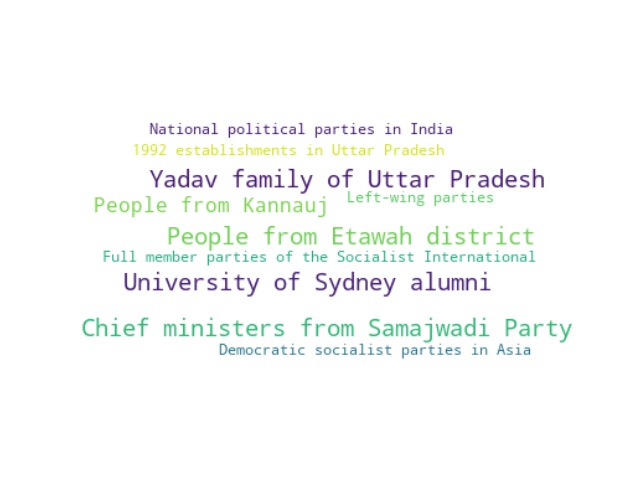 National political parties in India
1992 establishments in Uttar Pradesh
Yadav family of Uttar Pradesh
Left-wing parties
People from Kannauj
People from Etawah district
Full member parties of the Socialist International
University of Sydney alumni
Chief ministers from Samajwadi Party
Democratic socialist parties in Asia